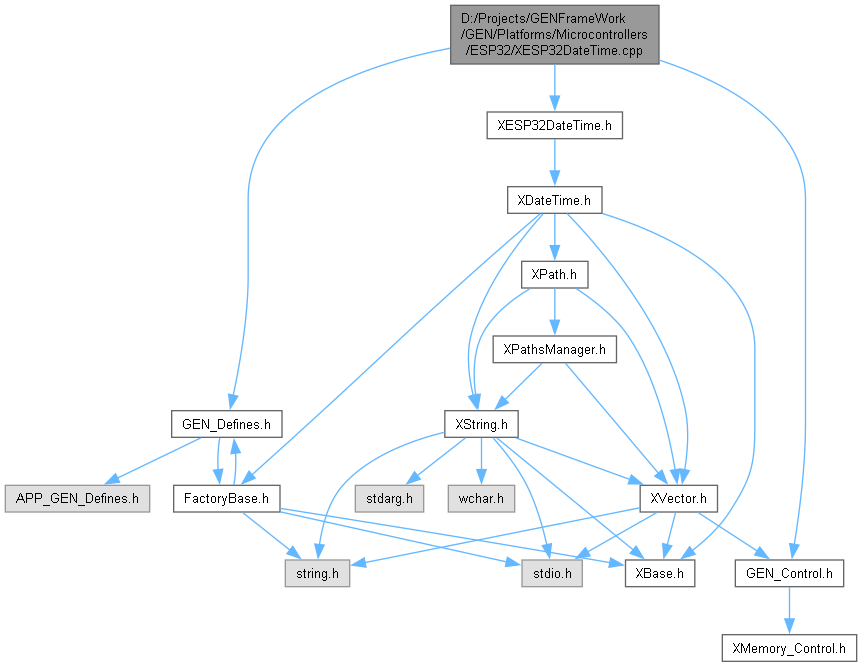 D:/Projects/GENFrameWork
/GEN/Platforms/Microcontrollers
/ESP32/XESP32DateTime.cpp
XESP32DateTime.h
XDateTime.h
XPath.h
XPathsManager.h
GEN_Defines.h
XString.h
APP_GEN_Defines.h
FactoryBase.h
stdarg.h
wchar.h
XVector.h
string.h
stdio.h
XBase.h
GEN_Control.h
XMemory_Control.h